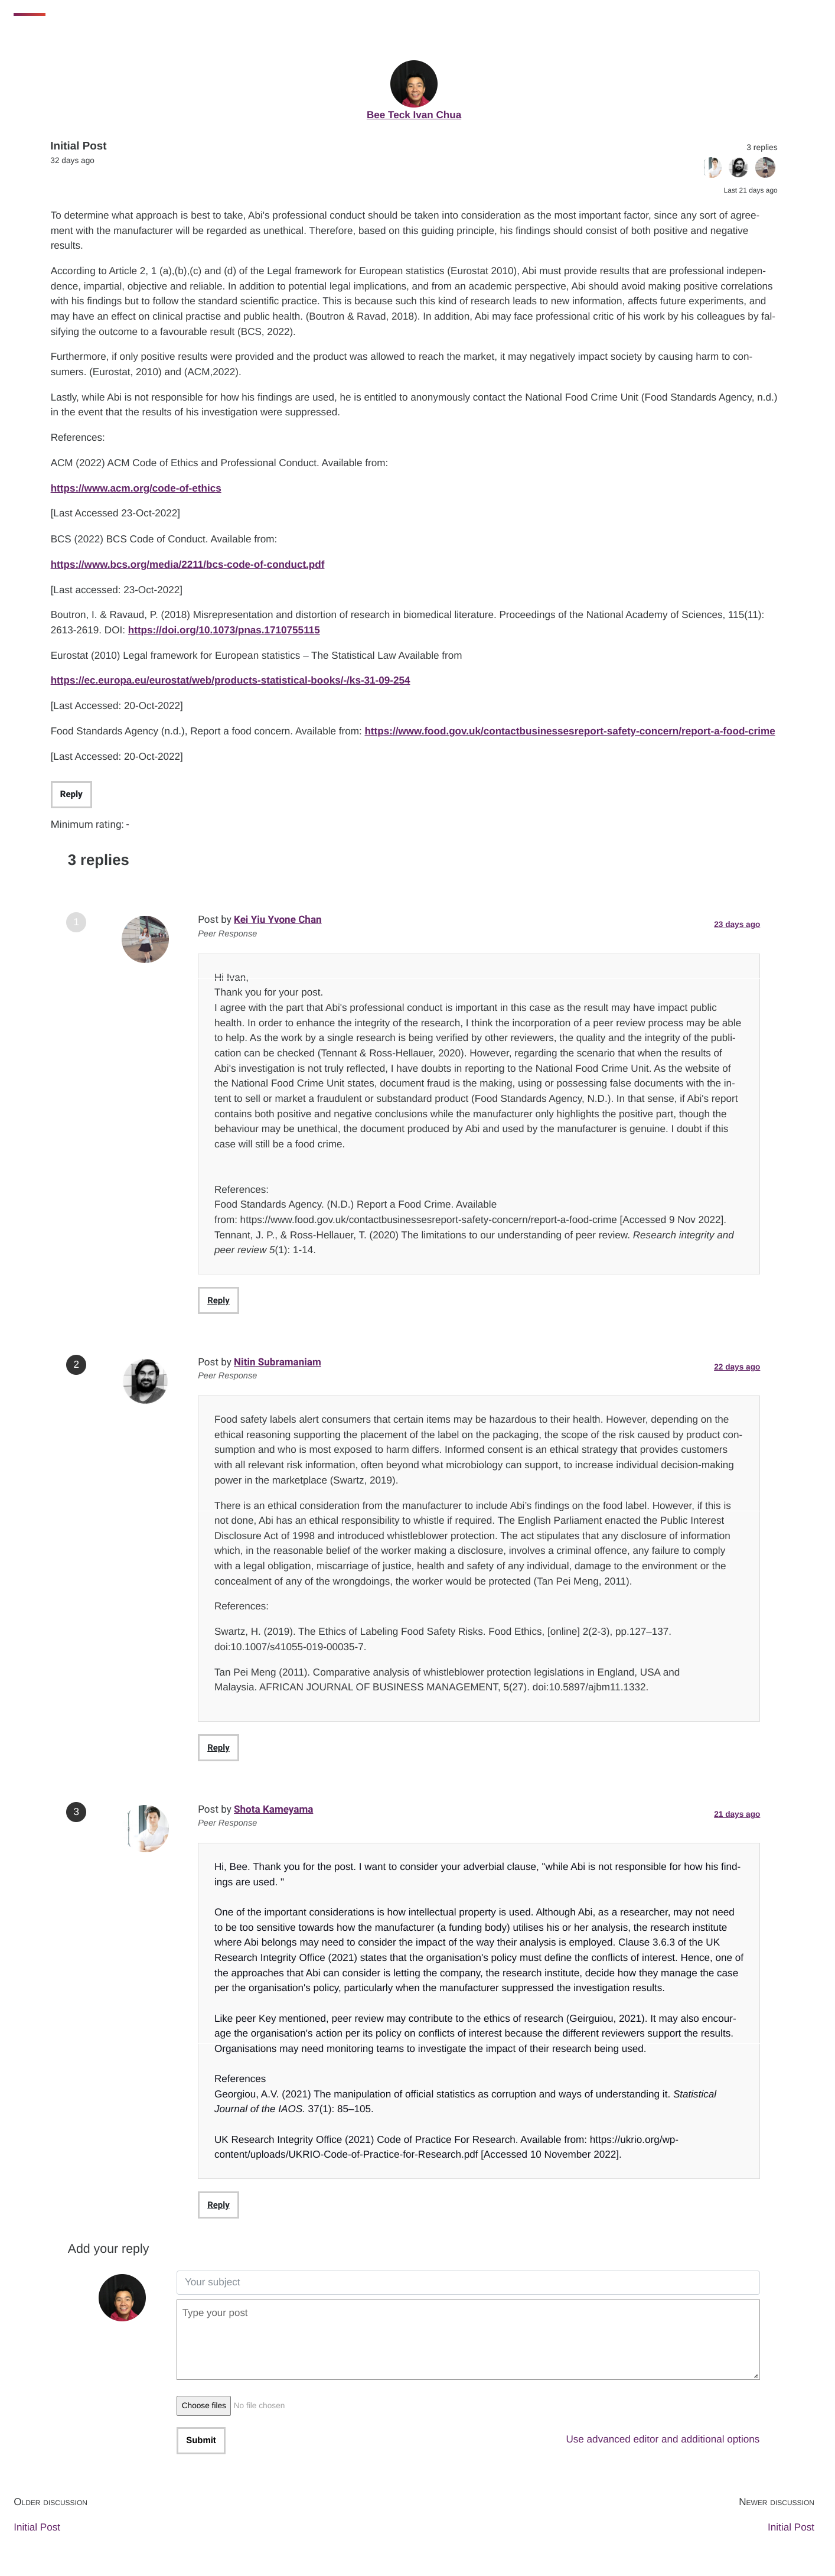 Bee Teck Ivan Chua
Initial Post
32 days ago
3 replies
Last 21 days ago
To determine what approach is best to take, Abi's professional conduct should be taken into consideration as the most important factor, since any sort of agree-
ment with the manufacturer will be regarded as unethical. Therefore, based on this guiding principle, his findings should consist of both positive and negative
results.
According to Article 2, 1 (a),(b),(c) and (d) of the Legal framework for European statistics (Eurostat 2010), Abi must provide results that are professional indepen-
dence, impartial, objective and reliable. In addition to potential legal implications, and from an academic perspective, Abi should avoid making positive correlations
with his findings but to follow the standard scientific practice. This is because such this kind of research leads to new information, affects future experiments, and
may have an effect on clinical practise and public health. (Boutron & Ravad, 2018). In addition, Abi may face professional critic of his work by his colleagues by fal-
sifying the outcome to a favourable result (BCS, 2022).
Furthermore, if only positive results were provided and the product was allowed to reach the market, it may negatively impact society by causing harm to con-
sumers. (Eurostat, 2010) and (ACM,2022).
Lastly, while Abi is not responsible for how his findings are used, he is entitled to anonymously contact the National Food Crime Unit (Food Standards Agency, n.d.)
in the event that the results of his investigation were suppressed.
References:
ACM (2022) ACM Code of Ethics and Professional Conduct. Available from:
https://www.acm.org/code-of-ethics
[Last Accessed 23-Oct-2022]
BCS (2022) BCS Code of Conduct. Available from:
https://www.bcs.org/media/2211/bcs-code-of-conduct.pdf
[Last accessed: 23-Oct-2022]
Boutron, I. & Ravaud, P. (2018) Misrepresentation and distortion of research in biomedical literature. Proceedings of the National Academy of Sciences, 115(11):
2613-2619. DOI: https://doi.org/10.1073/pnas.1710755115
Eurostat (2010) Legal framework for European statistics – The Statistical Law Available from
https://ec.europa.eu/eurostat/web/products-statistical-books/-/ks-31-09-254
[Last Accessed: 20-Oct-2022]
Food Standards Agency (n.d.), Report a food concern. Available from: https://www.food.gov.uk/contactbusinessesreport-safety-concern/report-a-food-crime
[Last Accessed: 20-Oct-2022]
Reply
Minimum rating: -
3 replies
1
Post by Kei Yiu Yvone Chan
23 days ago
Peer Response
Hi Ivan,
Thank you for your post.
I agree with the part that Abi's professional conduct is important in this case as the result may have impact public
health. In order to enhance the integrity of the research, I think the incorporation of a peer review process may be able
to help. As the work by a single research is being verified by other reviewers, the quality and the integrity of the publi-
cation can be checked (Tennant & Ross-Hellauer, 2020). However, regarding the scenario that when the results of
Abi's investigation is not truly reflected, I have doubts in reporting to the National Food Crime Unit. As the website of
the National Food Crime Unit states, document fraud is the making, using or possessing false documents with the in-
tent to sell or market a fraudulent or substandard product (Food Standards Agency, N.D.). In that sense, if Abi's report
contains both positive and negative conclusions while the manufacturer only highlights the positive part, though the
behaviour may be unethical, the document produced by Abi and used by the manufacturer is genuine. I doubt if this
case will still be a food crime.
References:
Food Standards Agency. (N.D.) Report a Food Crime. Available
from: https://www.food.gov.uk/contactbusinessesreport-safety-concern/report-a-food-crime [Accessed 9 Nov 2022].
Tennant, J. P., & Ross-Hellauer, T. (2020) The limitations to our understanding of peer review. Research integrity and
peer review 5(1): 1-14.
Reply
2
Post by Nitin Subramaniam
22 days ago
Peer Response
Food safety labels alert consumers that certain items may be hazardous to their health. However, depending on the
ethical reasoning supporting the placement of the label on the packaging, the scope of the risk caused by product con-
sumption and who is most exposed to harm differs. Informed consent is an ethical strategy that provides customers
with all relevant risk information, often beyond what microbiology can support, to increase individual decision-making
power in the marketplace (Swartz, 2019).
There is an ethical consideration from the manufacturer to include Abi's findings on the food label. However, if this is
not done, Abi has an ethical responsibility to whistle if required. The English Parliament enacted the Public Interest
Disclosure Act of 1998 and introduced whistleblower protection. The act stipulates that any disclosure of information
which, in the reasonable belief of the worker making a disclosure, involves a criminal offence, any failure to comply
with a legal obligation, miscarriage of justice, health and safety of any individual, damage to the environment or the
concealment of any of the wrongdoings, the worker would be protected (Tan Pei Meng, 2011).
References:
Swartz, H. (2019). The Ethics of Labeling Food Safety Risks. Food Ethics, [online] 2(2-3), pp.127–137.
doi:10.1007/s41055-019-00035-7.
Tan Pei Meng (2011). Comparative analysis of whistleblower protection legislations in England, USA and
Malaysia. AFRICAN JOURNAL OF BUSINESS MANAGEMENT, 5(27). doi:10.5897/ajbm11.1332.
Reply
3
Post by Shota Kameyama
21 days ago
Peer Response
Hi, Bee. Thank you for the post. I want to consider your adverbial clause, "while Abi is not responsible for how his find-
ings are used. "
One of the important considerations is how intellectual property is used. Although Abi, as a researcher, may not need
to be too sensitive towards how the manufacturer (a funding body) utilises his or her analysis, the research institute
where Abi belongs may need to consider the impact of the way their analysis is employed. Clause 3.6.3 of the UK
Research Integrity Office (2021) states that the organisation's policy must define the conflicts of interest. Hence, one of
the approaches that Abi can consider is letting the company, the research institute, decide how they manage the case
per the organisation's policy, particularly when the manufacturer suppressed the investigation results.
Like peer Key mentioned, peer review may contribute to the ethics of research (Geirguiou, 2021). It may also encour-
age the organisation's action per its policy on conflicts of interest because the different reviewers support the results.
Organisations may need monitoring teams to investigate the impact of their research being used.
References
Georgiou, A.V. (2021) The manipulation of official statistics as corruption and ways of understanding it. Statistical
Journal of the IAOS. 37(1): 85–105.
UK Research Integrity Office (2021) Code of Practice For Research. Available from: https://ukrio.org/wp-
content/uploads/UKRIO-Code-of-Practice-for-Research.pdf [Accessed 10 November 2022].
Reply
Add your reply
Your subject
Type your post
Choose files No file chosen
Submit
Use advanced editor and additional options
Older discussion
Newer discussion
Initial Post
Initial Post